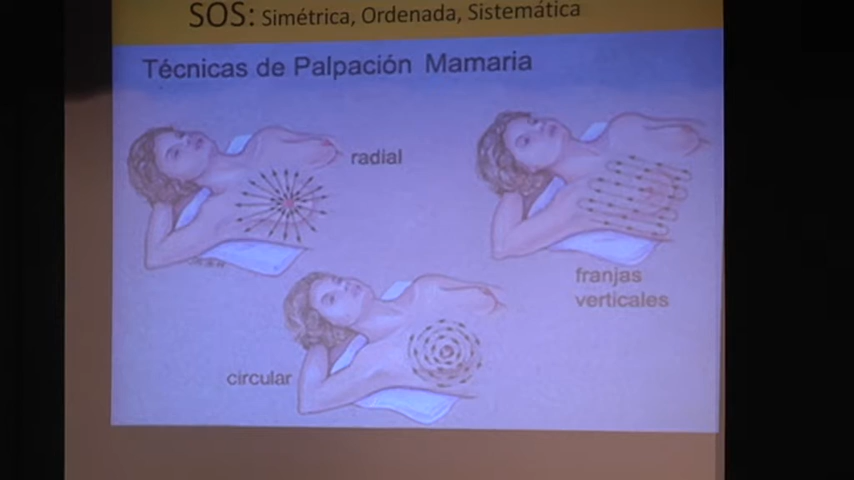 SOS: Simétrica, Ordenada, Sistemática
Técnicas de Palpación Mamaria
radial
franjas
verticales
circular